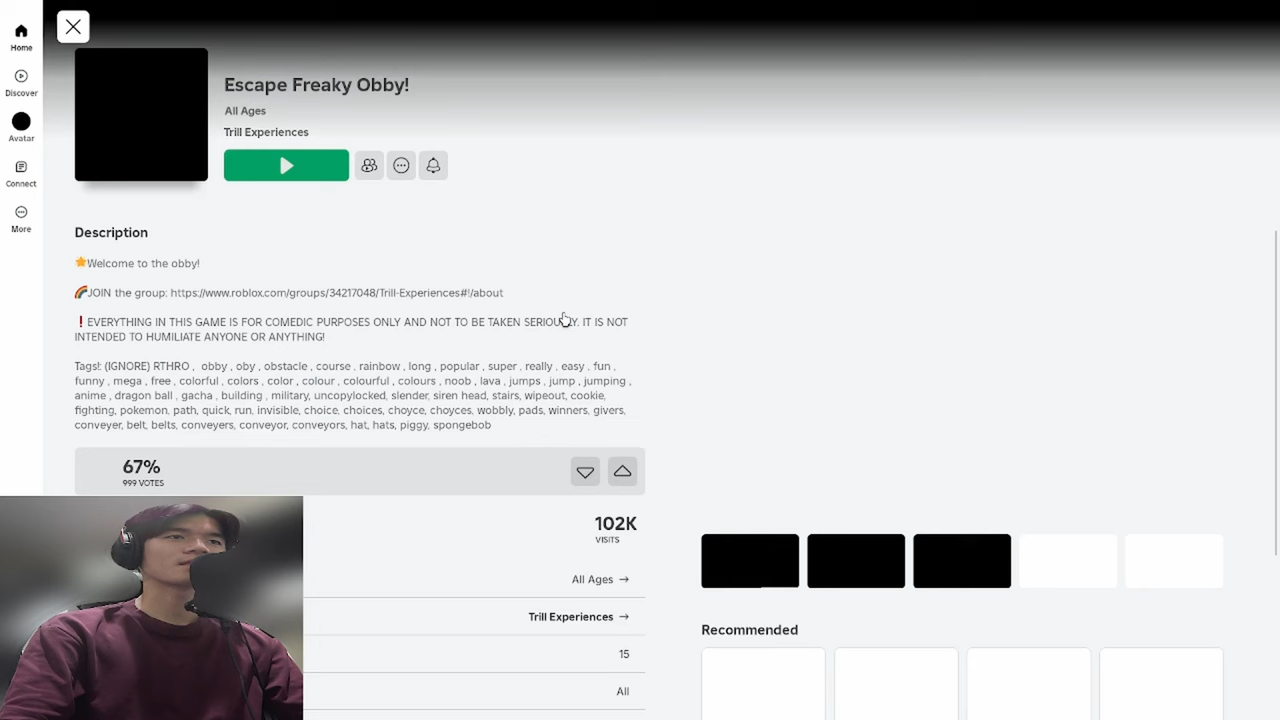 Home
Discover
Avatar
Connect
More
Escape Freaky Obby!
All Ages
Trill Experiences
Description
⭐Welcome to the obby!
🌈JOIN the group: https://www.roblox.com/groups/34217048/Trill-Experiences#!/about
❗EVERYTHING IN THIS GAME IS FOR COMEDIC PURPOSES ONLY AND NOT TO BE TAKEN SERIOUSLY. IT IS NOT
INTENDED TO HUMILIATE ANYONE OR ANYTHING!
Tags!: (IGNORE) RTHRO , obby , oby , obstacle , course , rainbow , long , popular , super , really , easy , fun ,
funny , mega , free , colorful , colors , color , colour , colourful , colours , noob , lava , jumps , jump , jumping ,
anime , dragon ball , gacha , building , military, uncopylocked, slender, siren head, stairs, wipeout, cookie,
fighting, pokemon, path, quick, run, invisible, choice, choices, choyce, choyces, wobbly, pads, winners, givers,
conveyer, belt, belts, conveyers, conveyor, conveyors, hat, hats, piggy, spongebob
67%
999 VOTES
102K
VISITS
All Ages →
Trill Experiences →
15
All
Recommended